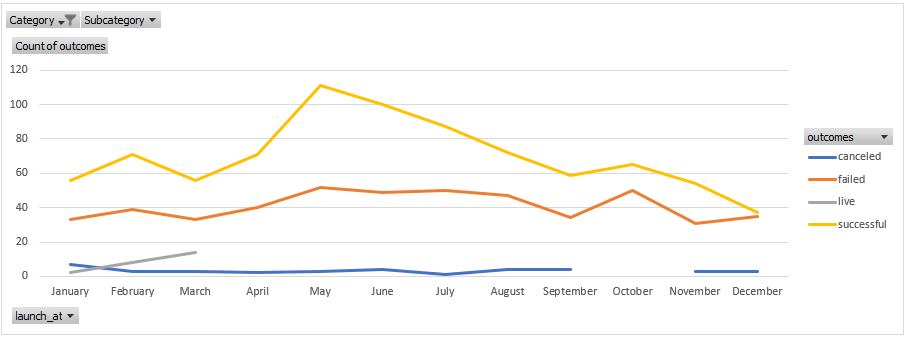 Category Subcategory
Count of outcomes
120
100
80
60
40
20
0
January February March April May June July August September October November December
launch_at
outcomes
canceled
failed
live
successful